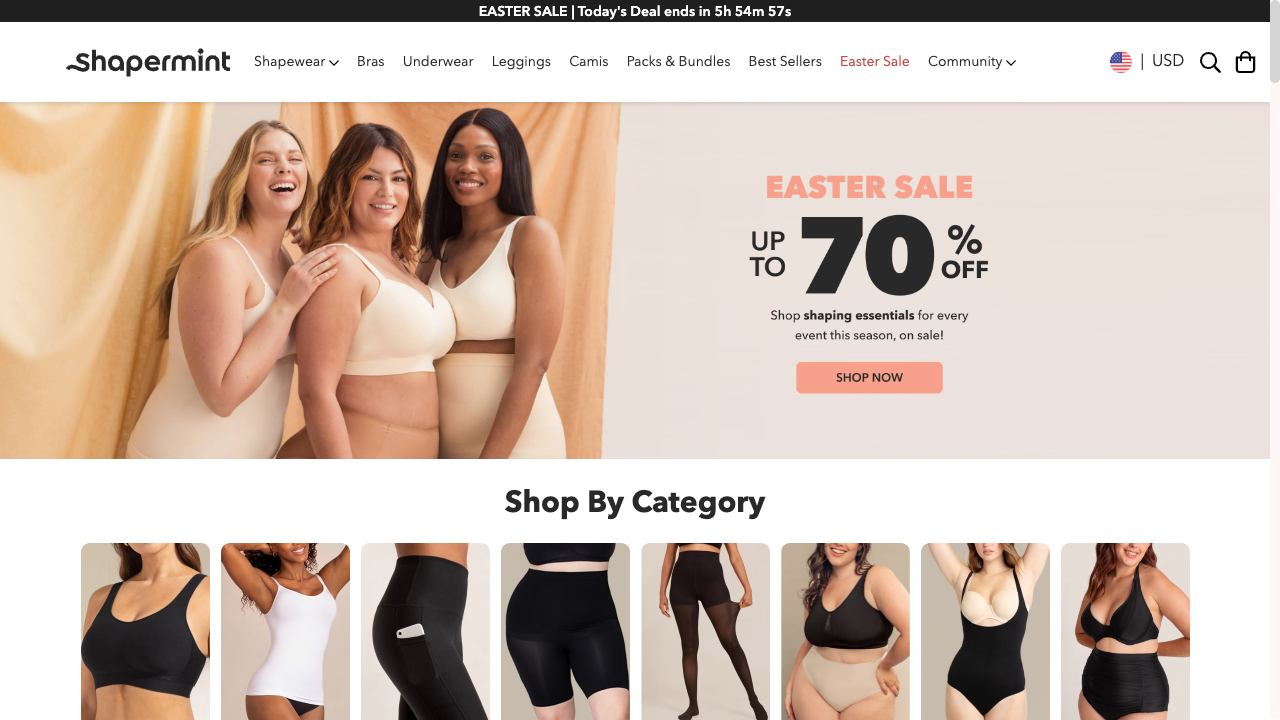 EASTER SALE | Today's Deal ends in 5h 54m 57s
shapermint
Shapewear
Bras
Underwear
Leggings
Camis
Packs & Bundles
Best Sellers
Easter Sale
Community
| USD
EASTER SALE
UP TO
70
% OFF
Shop shaping essentials for every
event this season, on sale!
SHOP NOW
Shop By Category